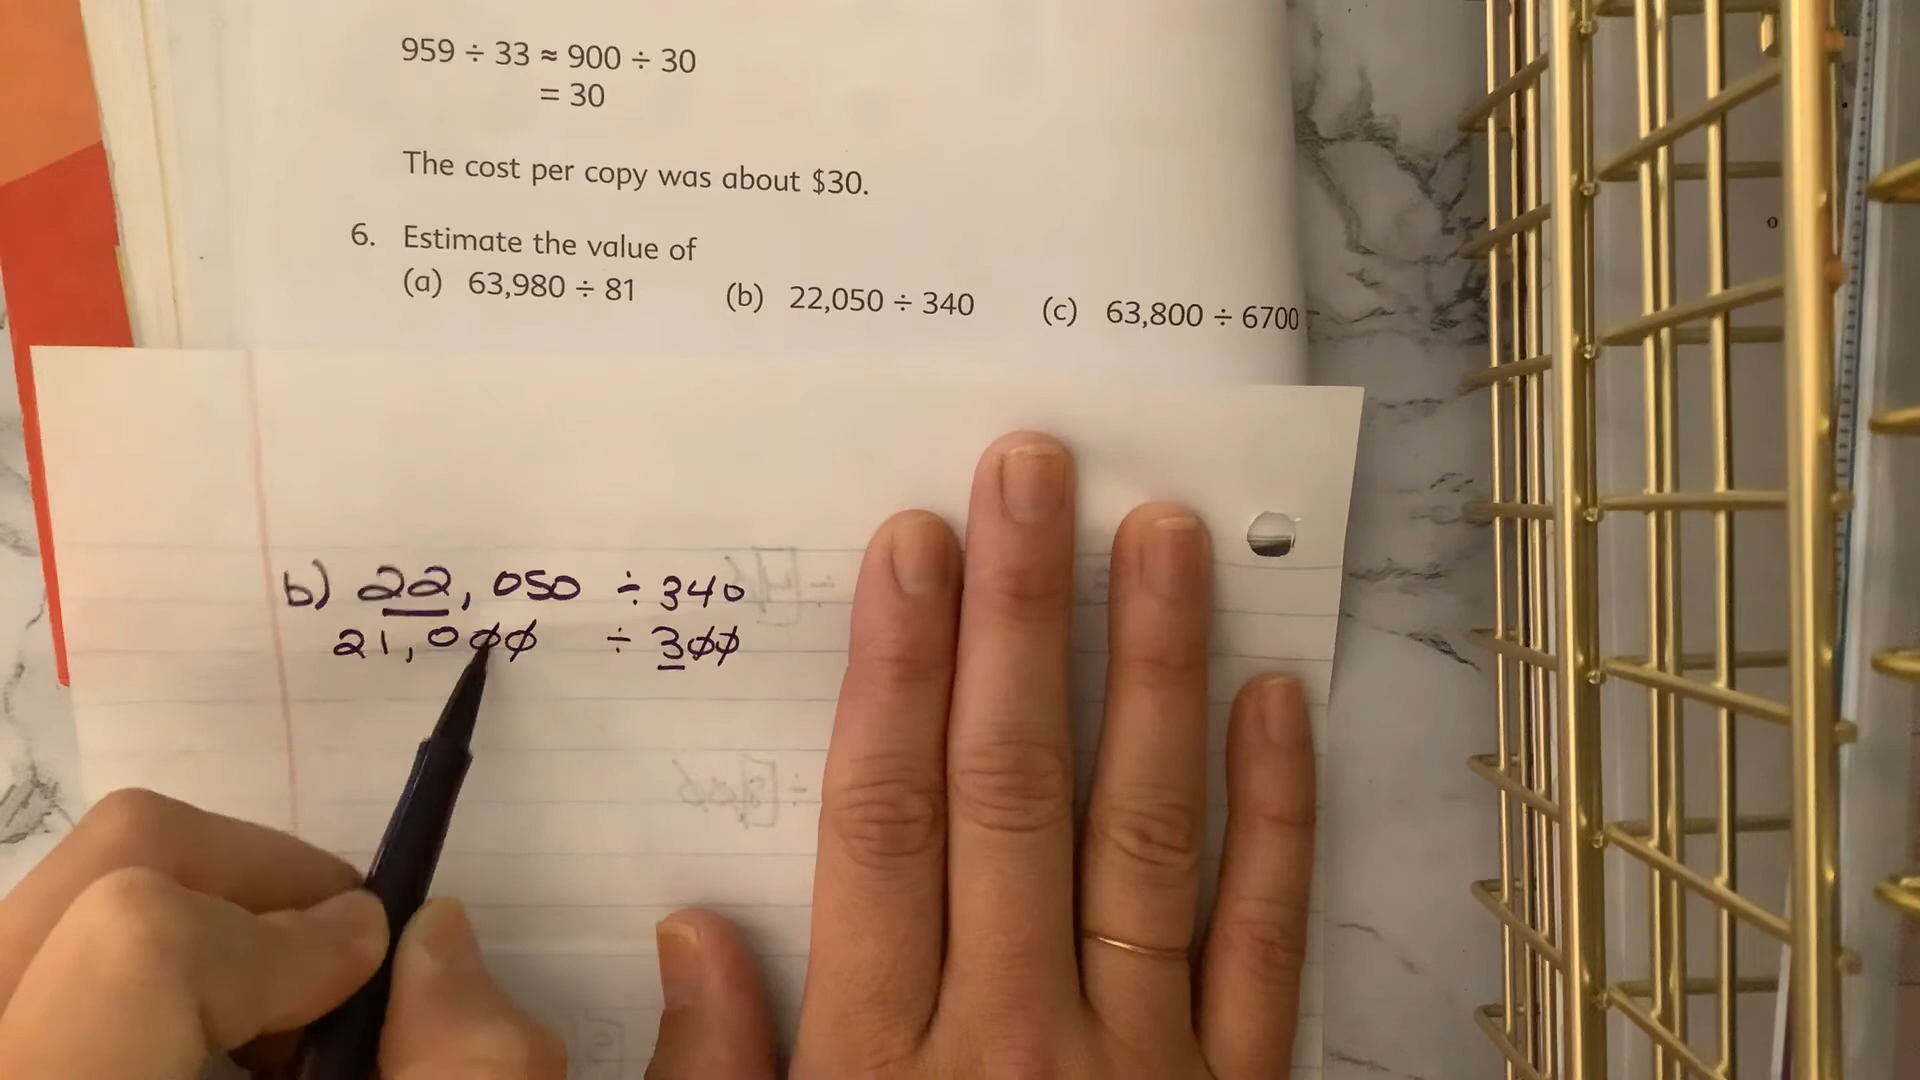 959 ÷ 33 ≈ 900 ÷ 30
= 30
The cost per copy was about $30.
6. Estimate the value of
(a) 63,980 ÷ 81 (b) 22,050 ÷ 340 (c) 63,800 ÷ 6700
b) 22,050 ÷ 340
21,000 ÷ 300